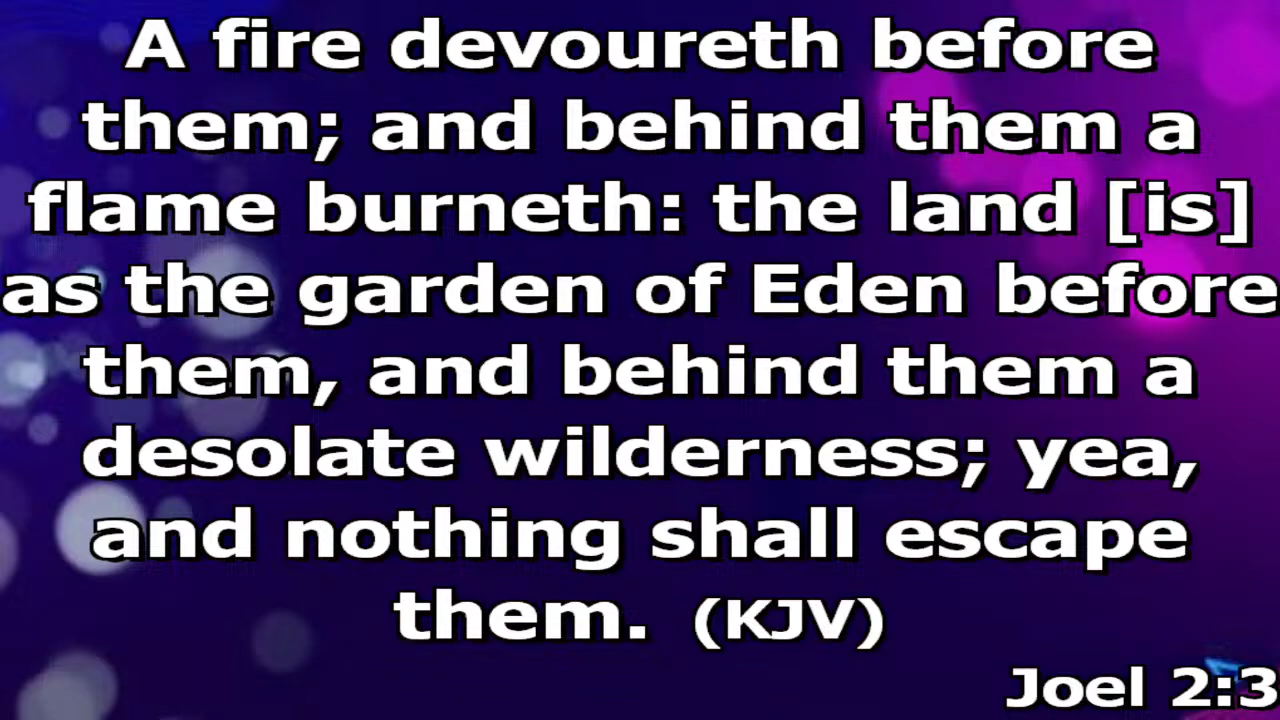 A fire devoureth before
them; and behind them a
flame burneth: the land [is]
as the garden of Eden before
them, and behind them a
desolate wilderness; yea,
and nothing shall escape
them. (KJV)
Joel 2:3